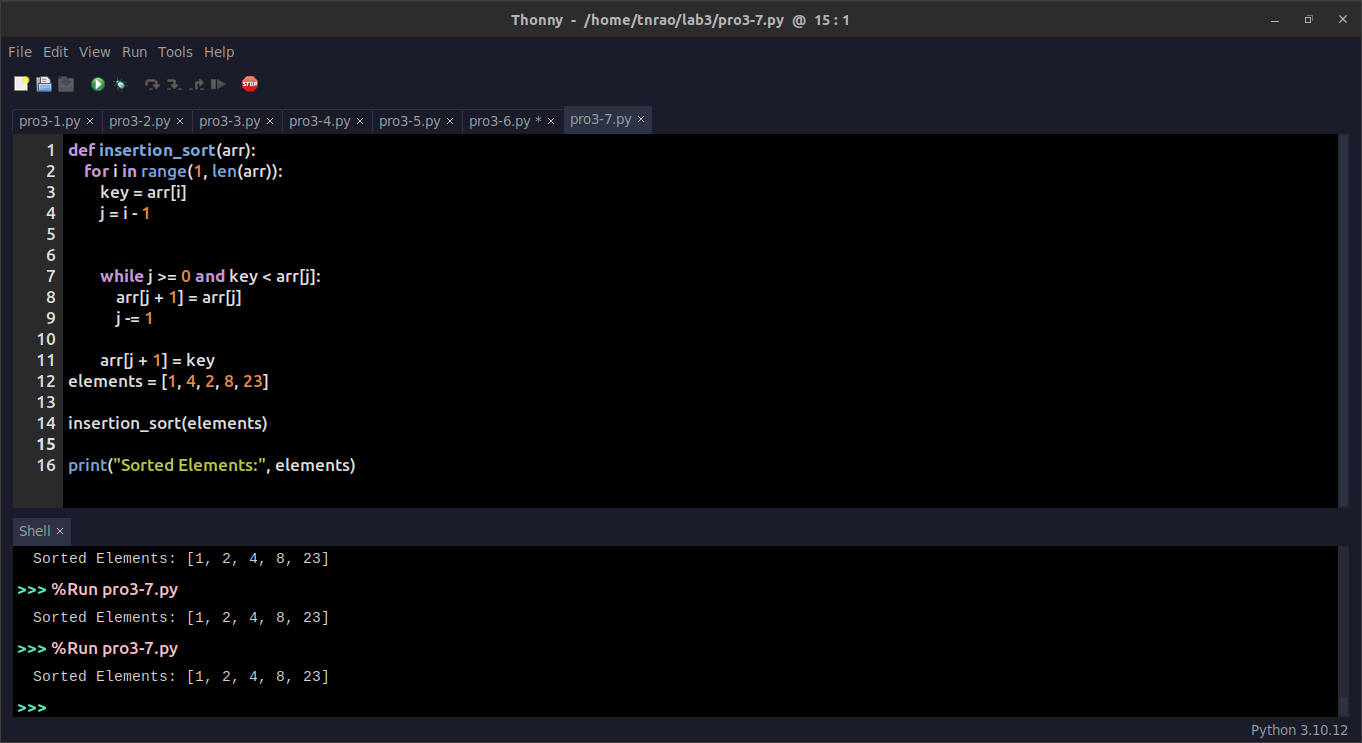 Thonny - /home/tnrao/lab3/pro3-7.py @ 15:1
File Edit View Run Tools Help
STOP
pro3-1.py × pro3-2.py × pro3-3.py × pro3-4.py × pro3-5.py × pro3-6.py * × pro3-7.py ×
1 def insertion_sort(arr):
2 for i in range(1, len(arr)):
3 key = arr[i]
4 j = i - 1
5
6
7 while j >= 0 and key < arr[j]:
8 arr[j + 1] = arr[j]
9 j -= 1
10
11 arr[j + 1] = key
12 elements = [1, 4, 2, 8, 23]
13
14 insertion_sort(elements)
15
16 print("Sorted Elements:", elements)
Shell ×
Sorted Elements: [1, 2, 4, 8, 23]
>>> %Run pro3-7.py
Sorted Elements: [1, 2, 4, 8, 23]
>>> %Run pro3-7.py
Sorted Elements: [1, 2, 4, 8, 23]
>>>
Python 3.10.12